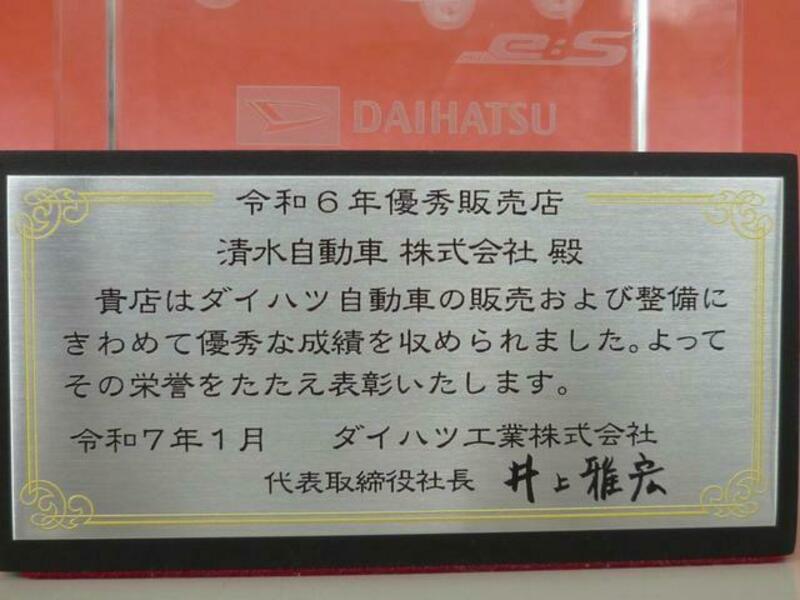 e:S
DAIHATSU
令和6年優秀販売店
清水自動車 株式会社 殿
貴店はダイハツ自動車の販売および整備に
きわめて優秀な成績を収められました。よって
その栄誉をたたえ表彰いたします。
令和7年1月 ダイハツ工業株式会社
代表取締役社長 井上雅宏